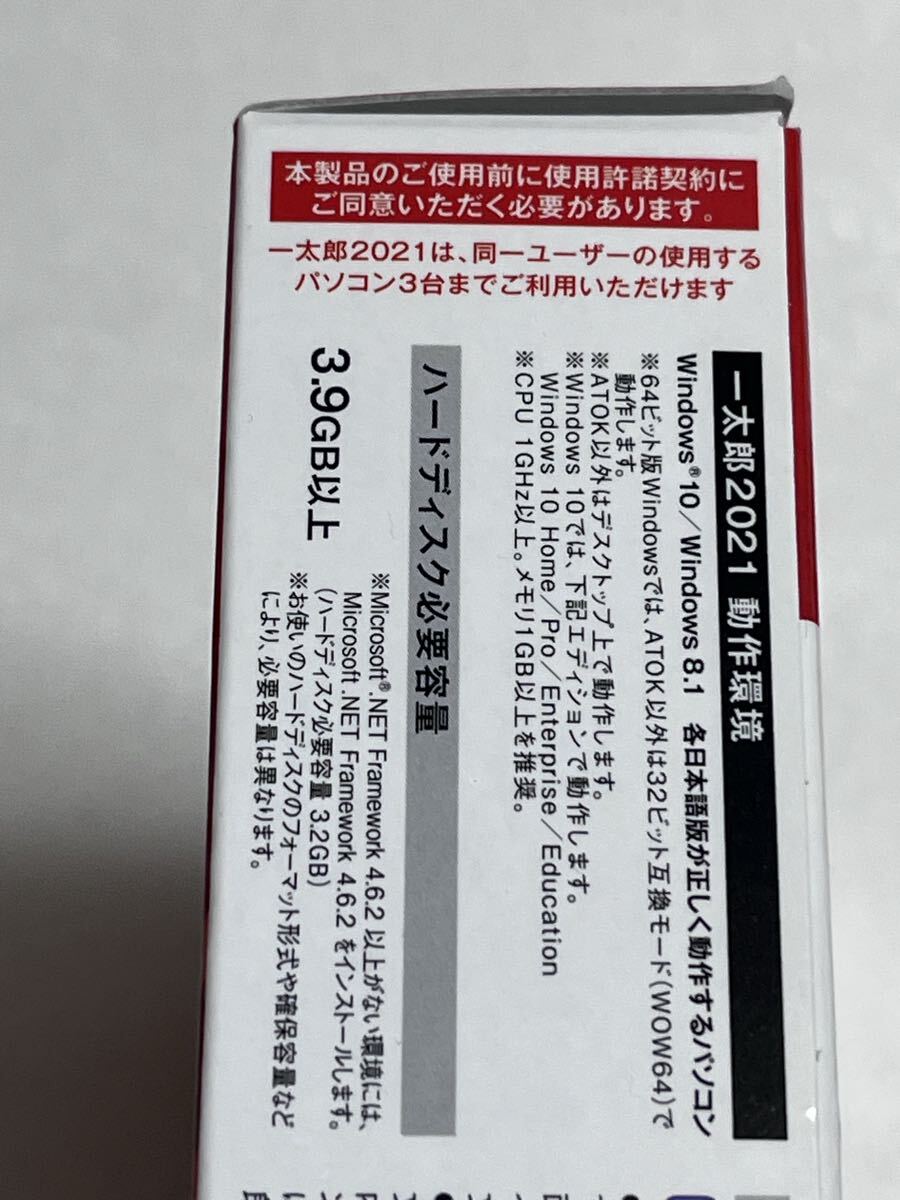 本製品のご使用前に使用許諾契約に
ご同意いただく必要があります。
一太郎2021は、同一ユーザーの使用する
パソコン3台までご利用いただけます
一太郎2021 動作環境
Windows®10/Windows 8.1 各日本語版が正しく動作するパソコン
※64ビット版Windowsでは、ATOK以外は32ビット互換モード(WOW64)で
動作します。
※ATOK以外はデスクトップ上で動作します。
※Windows 10では、下記エディションで動作します。
Windows 10 Home/Pro/Enterprise/Education
※CPU 1GHz以上。メモリ1GB以上を推奨。
ハードディスク必要容量
3.9GB以上
※Microsoft®.NET Framework 4.6.2 以上がない環境には、
Microsoft .NET Framework 4.6.2 をインストールします。
(ハードディスク必要容量 3.2GB)
※お使いのハードディスクのフォーマット形式や確保容量など
により、必要容量は異なります。